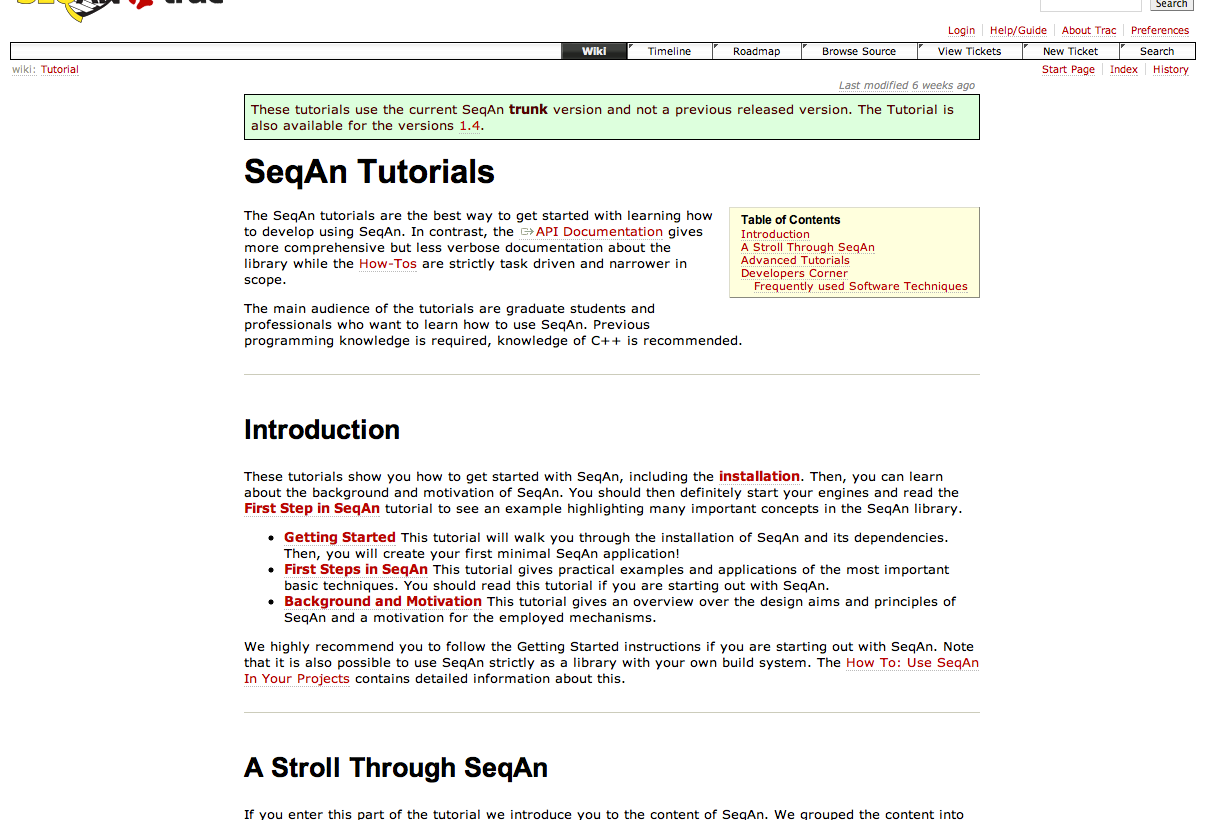 Search
Login Help/Guide About Trac Preferences
Wiki Timeline Roadmap Browse Source View Tickets New Ticket Search
wiki: Tutorial Start Page Index History
Last modified 6 weeks ago
These tutorials use the current SeqAn trunk version and not a previous released version. The Tutorial is
also available for the versions 1.4.
SeqAn Tutorials
The SeqAn tutorials are the best way to get started with learning how
to develop using SeqAn. In contrast, the API Documentation gives
more comprehensive but less verbose documentation about the
library while the How-Tos are strictly task driven and narrower in
scope.
Table of Contents
Introduction
A Stroll Through SeqAn
Advanced Tutorials
Developers Corner
Frequently used Software Techniques
The main audience of the tutorials are graduate students and
professionals who want to learn how to use SeqAn. Previous
programming knowledge is required, knowledge of C++ is recommended.
Introduction
These tutorials show you how to get started with SeqAn, including the installation. Then, you can learn
about the background and motivation of SeqAn. You should then definitely start your engines and read the
First Step in SeqAn tutorial to see an example highlighting many important concepts in the SeqAn library.
• Getting Started This tutorial will walk you through the installation of SeqAn and its dependencies.
Then, you will create your first minimal SeqAn application!
• First Steps in SeqAn This tutorial gives practical examples and applications of the most important
basic techniques. You should read this tutorial if you are starting out with SeqAn.
• Background and Motivation This tutorial gives an overview over the design aims and principles of
SeqAn and a motivation for the employed mechanisms.
We highly recommend you to follow the Getting Started instructions if you are starting out with SeqAn. Note
that it is also possible to use SeqAn strictly as a library with your own build system. The How To: Use SeqAn
In Your Projects contains detailed information about this.
A Stroll Through SeqAn
If you enter this part of the tutorial we introduce you to the content of SeqAn. We grouped the content into